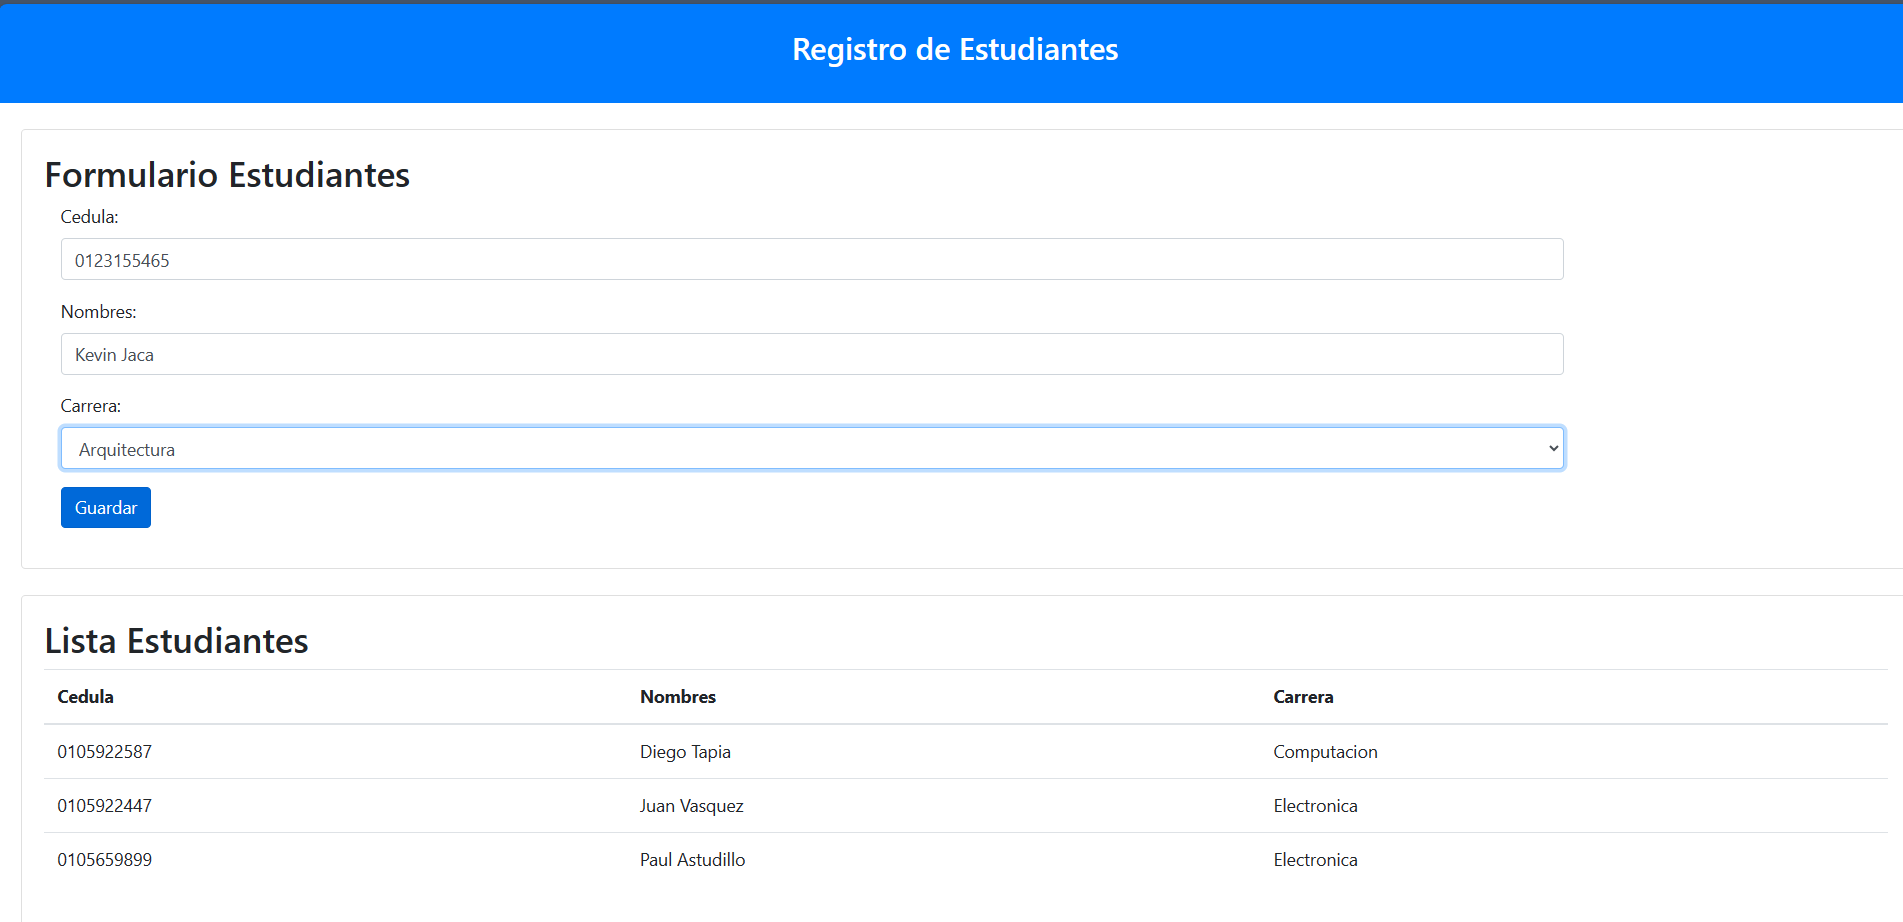 Registro de Estudiantes
Formulario Estudiantes
Cedula:
0123155465
Nombres:
Kevin Jaca
Carrera:
Arquitectura
Guardar
Lista Estudiantes
Cedula Nombres Carrera
0105922587 Diego Tapia Computacion
0105922447 Juan Vasquez Electronica
0105659899 Paul Astudillo Electronica